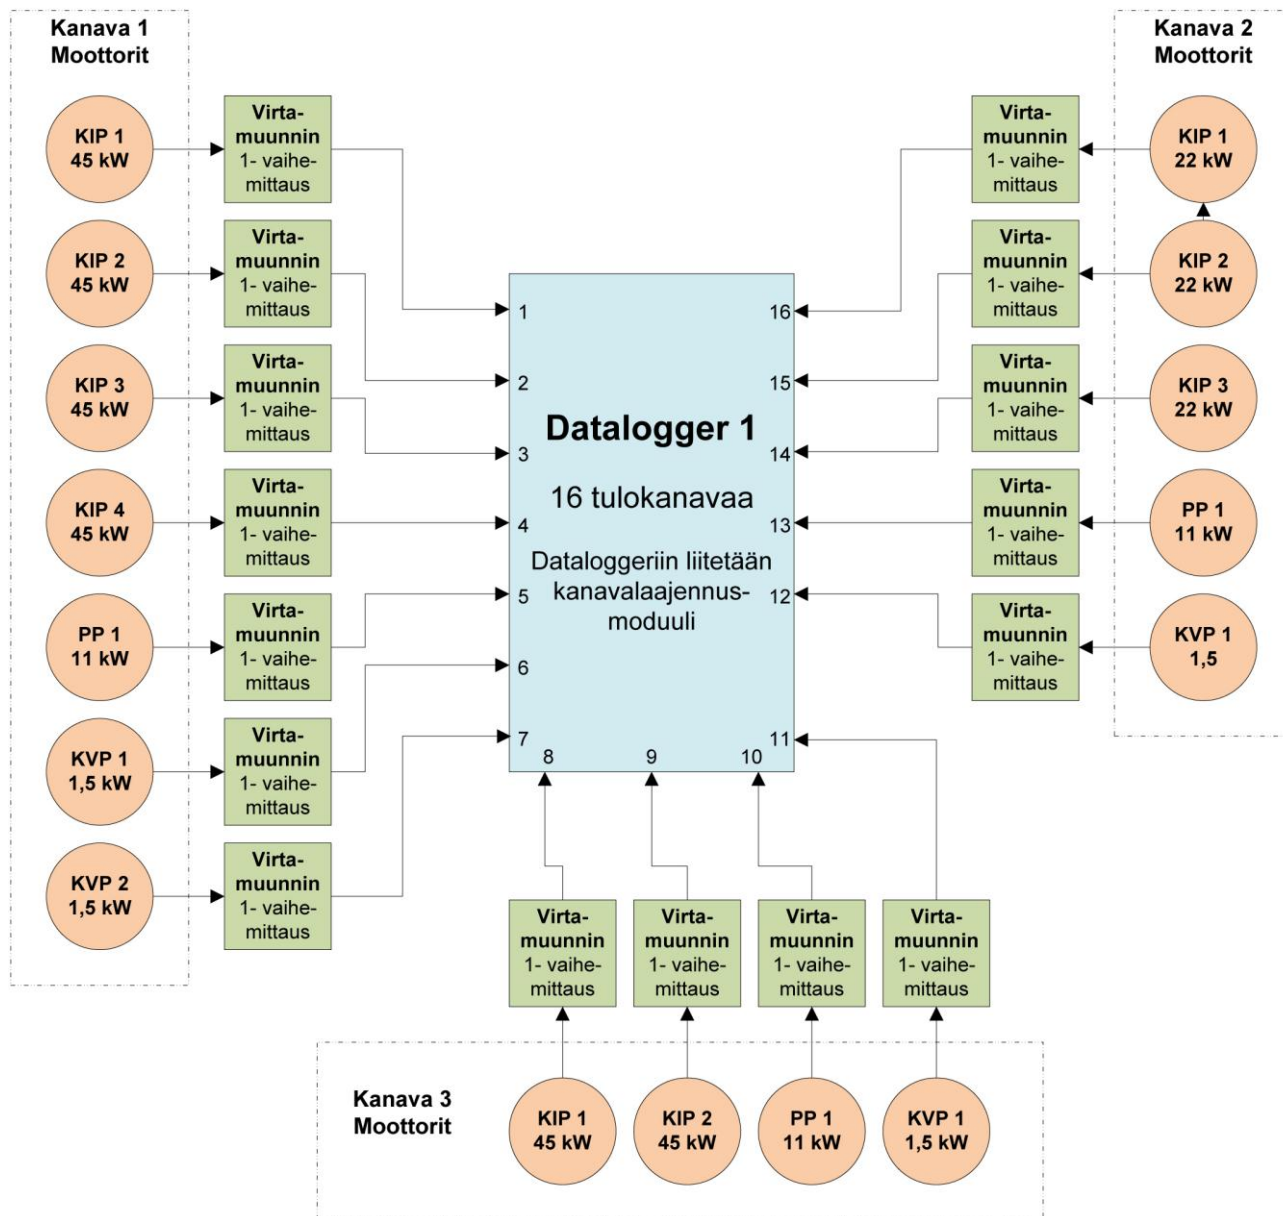 Kanava 1
Moottorit
KIP 1
45 kW
Virta-
muunnin
1- vaihe-
mittaus
KIP 2
45 kW
Virta-
muunnin
1- vaihe-
mittaus
KIP 3
45 kW
Virta-
muunnin
1- vaihe-
mittaus
KIP 4
45 kW
Virta-
muunnin
1- vaihe-
mittaus
PP 1
11 kW
Virta-
muunnin
1- vaihe-
mittaus
KVP 1
1,5 kW
Virta-
muunnin
1- vaihe-
mittaus
KVP 2
1,5 kW
Virta-
muunnin
1- vaihe-
mittaus
1
2
3
4
5
6
7
8
9
10
11
12
13
14
15
16
Datalogger 1
16 tulokanavaa
Dataloggeriin liitetään
kanavalaajennus-
moduuli
Kanava 2
Moottorit
Virta-
muunnin
1- vaihe-
mittaus
KIP 1
22 kW
Virta-
muunnin
1- vaihe-
mittaus
KIP 2
22 kW
Virta-
muunnin
1- vaihe-
mittaus
KIP 3
22 kW
Virta-
muunnin
1- vaihe-
mittaus
PP 1
11 kW
Virta-
muunnin
1- vaihe-
mittaus
KVP 1
1,5
Virta-
muunnin
1- vaihe-
mittaus
Virta-
muunnin
1- vaihe-
mittaus
Virta-
muunnin
1- vaihe-
mittaus
Virta-
muunnin
1- vaihe-
mittaus
Kanava 3
Moottorit
KIP 1
45 kW
KIP 2
45 kW
PP 1
11 kW
KVP 1
1,5 kW